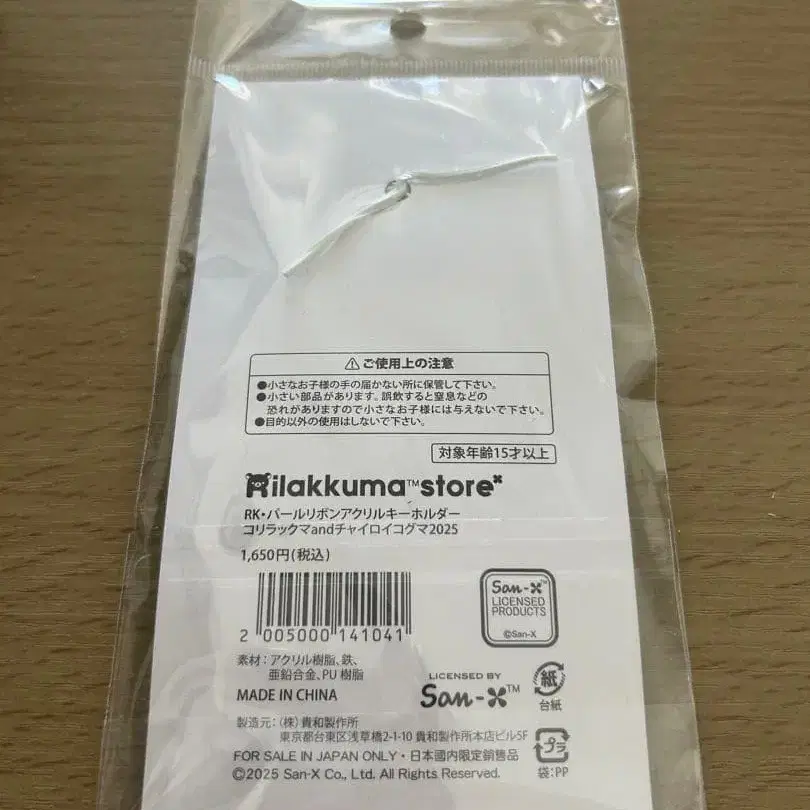 ⚠ご使用上の注意
●小さなお子様の手の届かない所に保管して下さい。
●小さい部品があります。誤飲すると窒息などの
恐れがありますので小さなお子様には与えないで下さい。
●目的以外の使用はしないで下さい。
対象年齢15才以上
Rilakkuma™store
RK・パールリボンアクリルキーホルダー
コリラックマandチャイロイコグマ2025
1,650円(税込)
2 005000 141041
San-x™
LICENSED
PRODUCTS
©San-X
素材：アクリル樹脂、鉄、
亜鉛合金、PU樹脂
MADE IN CHINA
LICENSED BY
San-x™
紙
台紙
製造元：(株)貴和製作所
東京都台東区浅草橋2-1-10 貴和製作所本店ビル5F
FOR SALE IN JAPAN ONLY・日本国内限定販売品
©2025 San-X Co., Ltd. All Rights Reserved.
プラ
袋：PP